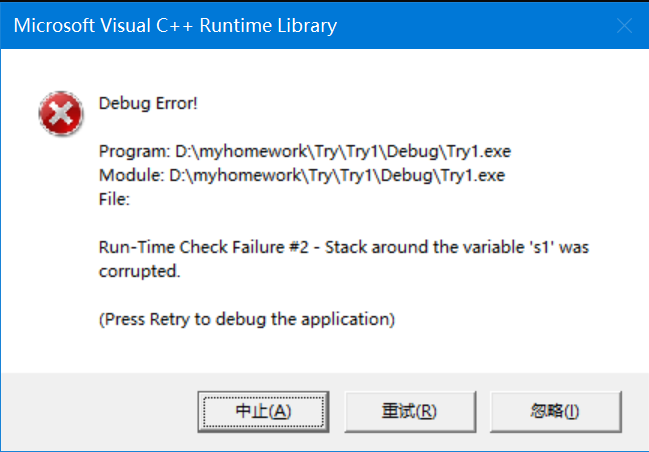 Microsoft Visual C++ Runtime Library
Debug Error!
Program: D:\myhomework\Try\Try1\Debug\Try1.exe
Module: D:\myhomework\Try\Try1\Debug\Try1.exe
File:
Run-Time Check Failure #2 - Stack around the variable 's1' was
corrupted.
(Press Retry to debug the application)
中止(A) 重试(R) 忽略(I)